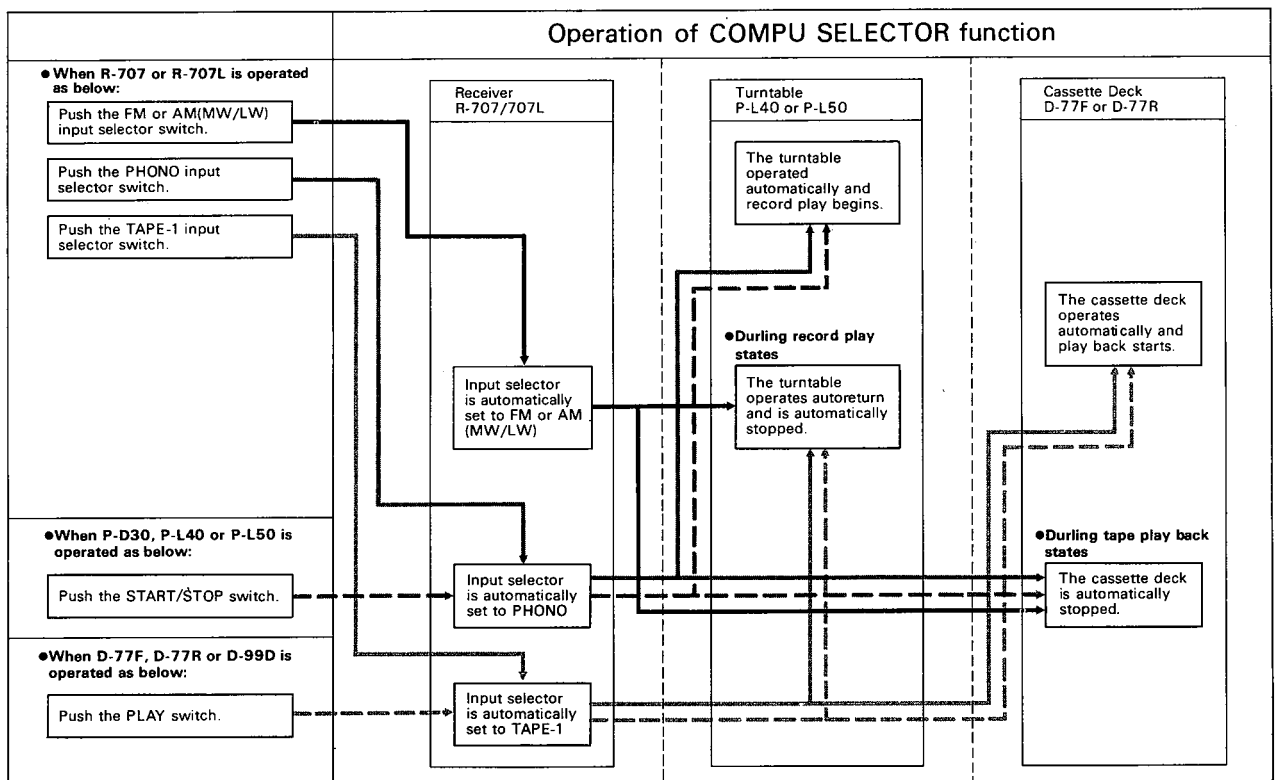 Operation of COMPU SELECTOR function
●When R-707 or R-707L is operated
as below:
Push the FM or AM(MW/LW)
input selector switch.
Push the PHONO input
selector switch.
Push the TAPE-1 input
selector switch.
●When P-D30, P-L40 or P-L50 is
operated as below:
Push the START/STOP switch.
●When D-77F, D-77R or D-99D is
operated as below:
Push the PLAY switch.
Receiver
R-707/707L
Input selector
is automatically
set to FM or AM
(MW/LW)
Input selector
is automatically
set to PHONO
Input selector
is automatically
set to TAPE-1
Turntable
P-L40 or P-L50
The turntable
operated
automatically and
record play begins.
●Durling record play
states
The turntable
operates autoreturn
and is automatically
stopped.
Cassette Deck
D-77F or D-77R
The cassette deck
operates
automatically and
play back starts.
●Durling tape play back
states
The cassette deck
is automatically
stopped.